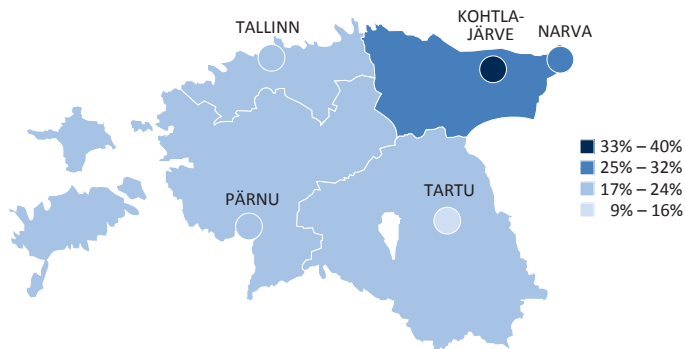 TALLINN
KOHTLA-
JÄRVE
NARVA
PÄRNU
TARTU
33% – 40%
25% – 32%
17% – 24%
9% – 16%